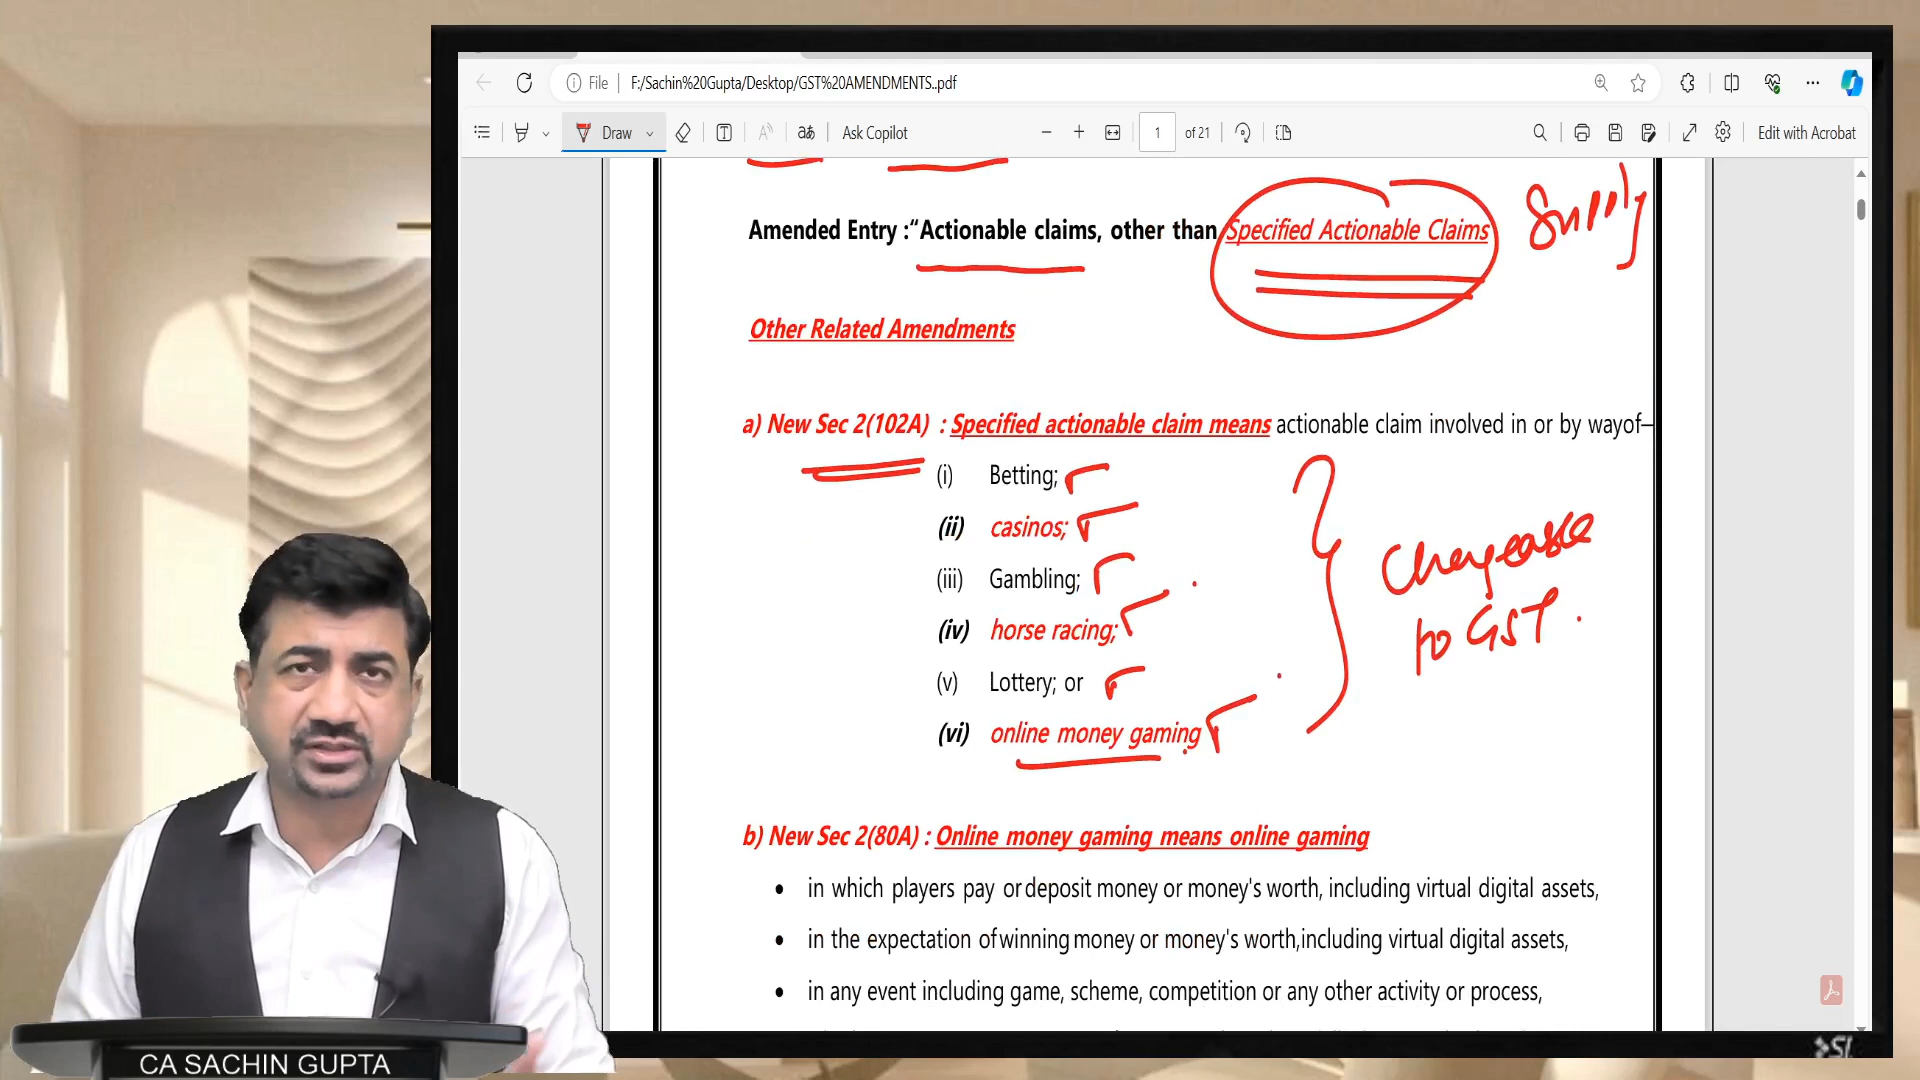 File F:/Sachin%20Gupta/Desktop/GST%20AMENDMENTS..pdf
Draw Ask Copilot 1 of 21 Edit with Acrobat
Amended Entry :“Actionable claims, other than Specified Actionable Claims
Supply
Other Related Amendments
a) New Sec 2(102A) : Specified actionable claim means actionable claim involved in or by wayof–
(i) Betting;
(ii) casinos;
(iii) Gambling;
(iv) horse racing;
(v) Lottery; or
(vi) online money gaming
Chargeable
to GST.
b) New Sec 2(80A) : Online money gaming means online gaming
• in which players pay or deposit money or money's worth, including virtual digital assets,
• in the expectation of winning money or money's worth,including virtual digital assets,
• in any event including game, scheme, competition or any other activity or process,
CA SACHIN GUPTA